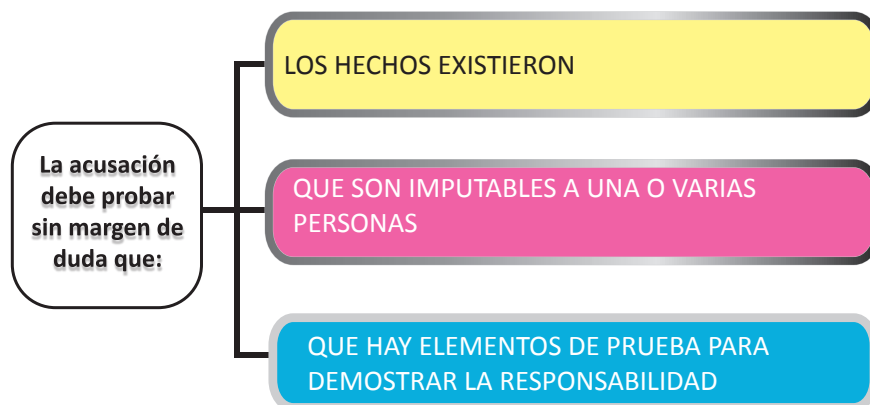 La acusación
debe probar
sin margen de
duda que:
LOS HECHOS EXISTIERON
QUE SON IMPUTABLES A UNA O VARIAS
PERSONAS
QUE HAY ELEMENTOS DE PRUEBA PARA
DEMOSTRAR LA RESPONSABILIDAD